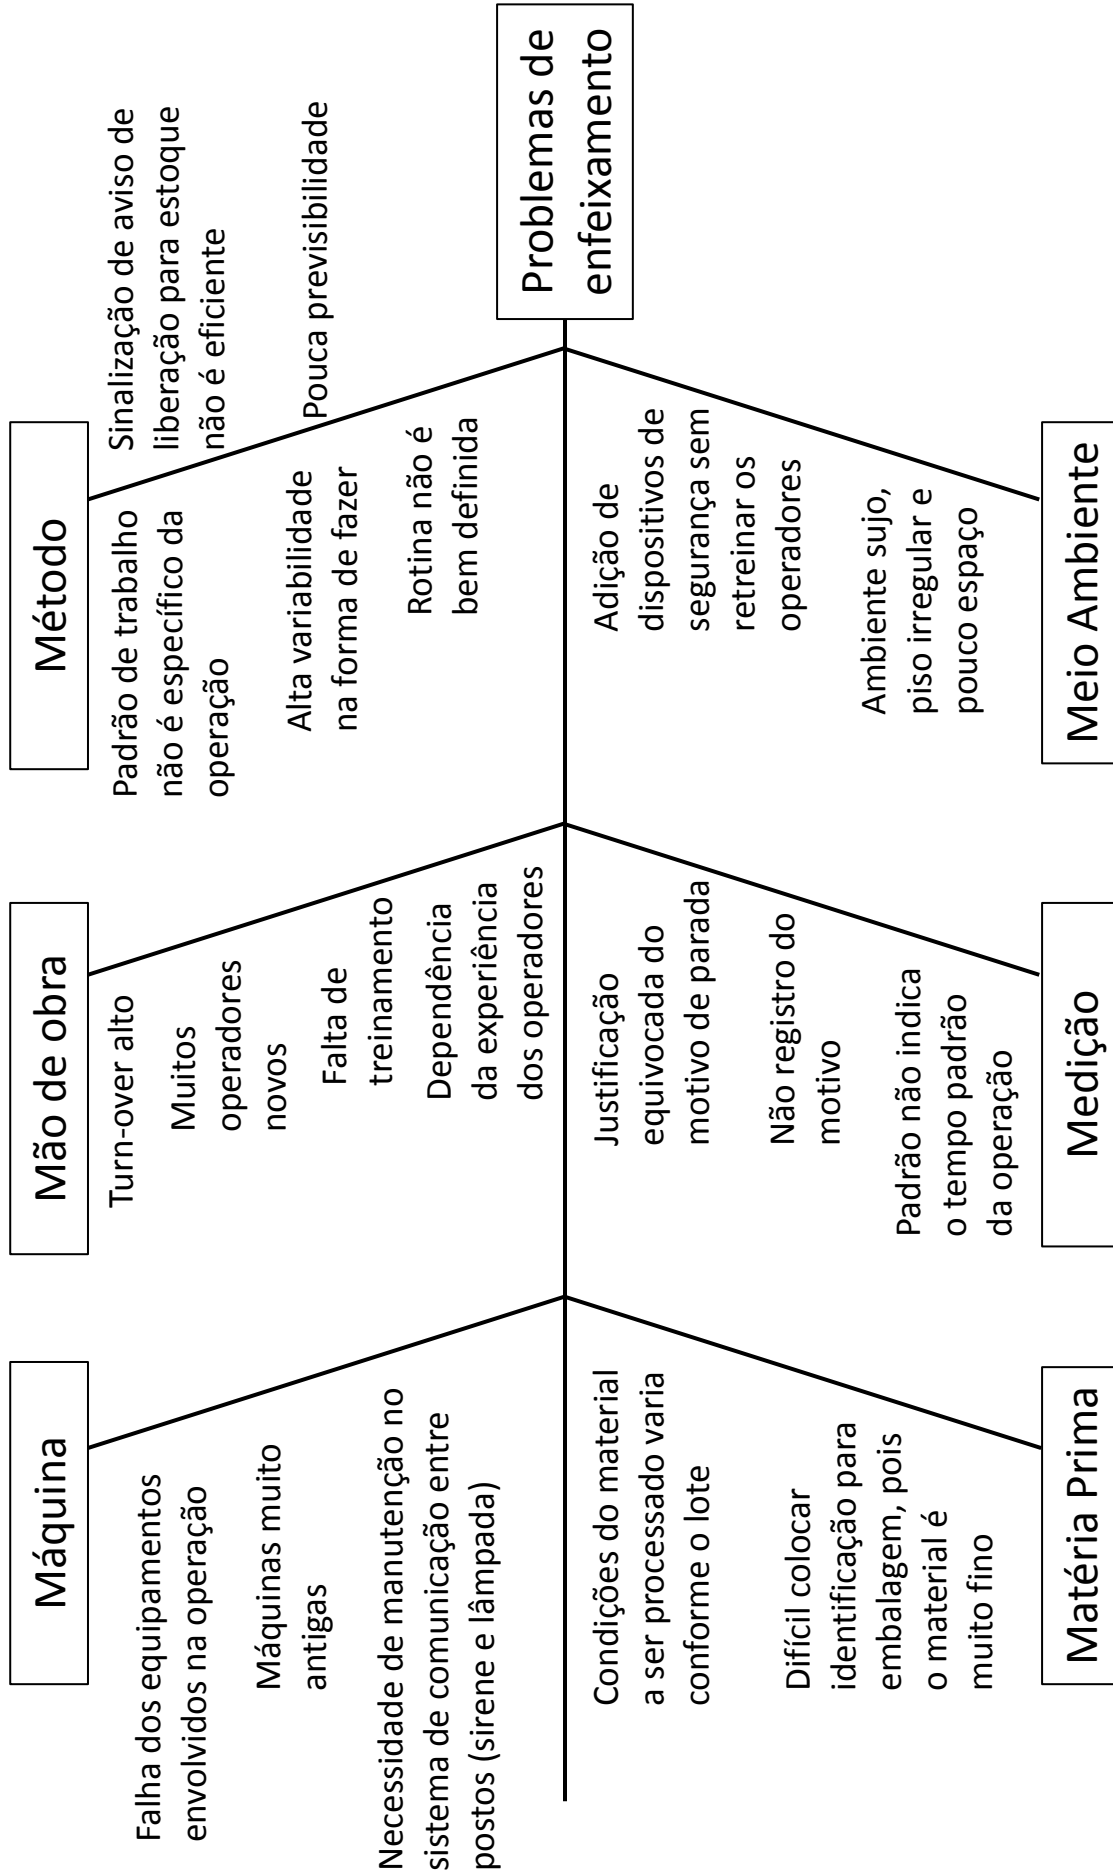 Máquina
Falha dos equipamentos
envolvidos na operação
Máquinas muito
antigas
Necessidade de manutenção no
sistema de comunicação entre
postos (sirene e lâmpada)
Mão de obra
Turn-over alto
Muitos
operadores
novos
Falta de
treinamento
Dependência
da experiência
dos operadores
Método
Padrão de trabalho
não é específico da
operação
Alta variabilidade
na forma de fazer
Rotina não é
bem definida
Sinalização de aviso de
liberação para estoque
não é eficiente
Pouca previsibilidade
Problemas de
enfeixamento
Condições do material
a ser processado varia
conforme o lote
Difícil colocar
identificação para
embalagem, pois
o material é
muito fino
Matéria Prima
Justificação
equivocada do
motivo de parada
Não registro do
motivo
Padrão não indica
o tempo padrão
da operação
Medição
Adição de
dispositivos de
segurança sem
retreinar os
operadores
Ambiente sujo,
piso irregular e
pouco espaço
Meio Ambiente